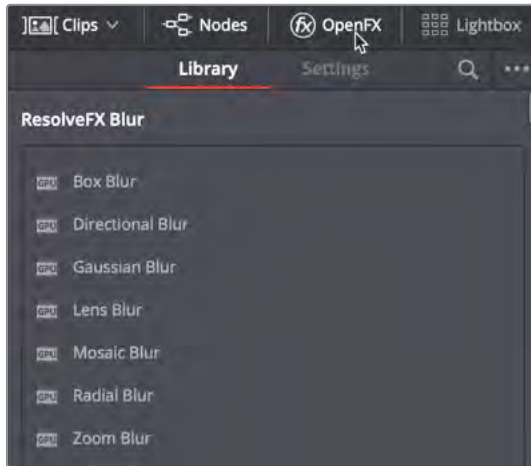 Clips Nodes fx OpenFX Lightbox
Library Settings
ResolveFX Blur
GPU Box Blur
GPU Directional Blur
GPU Gaussian Blur
GPU Lens Blur
GPU Mosaic Blur
GPU Radial Blur
GPU Zoom Blur